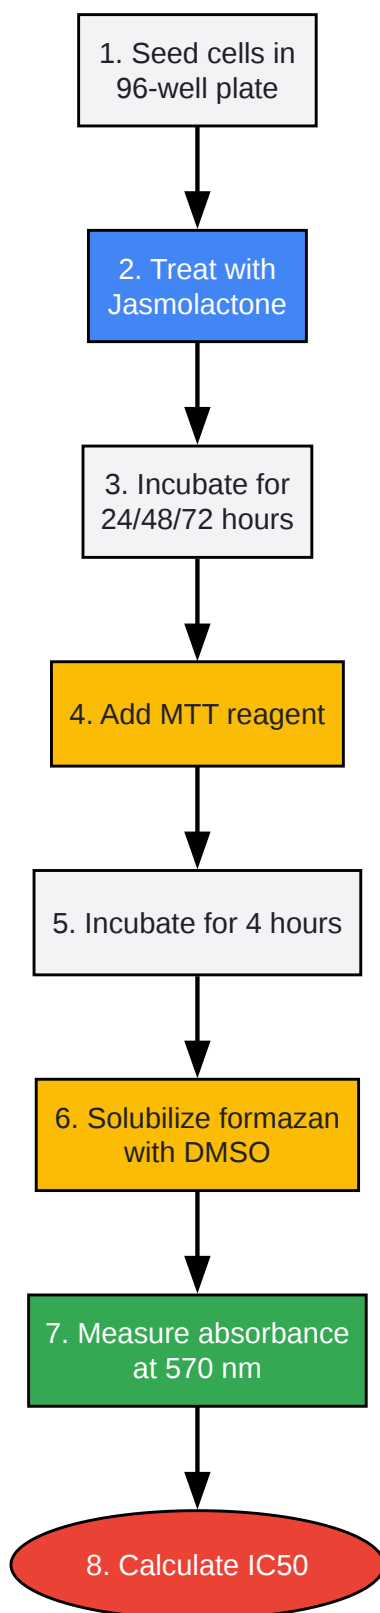 1. Seed cells in
96-well plate
2. Treat with
Jasmolactone
3. Incubate for
24/48/72 hours
4. Add MTT reagent
5. Incubate for 4 hours
6. Solubilize formazan
with DMSO
7. Measure absorbance
at 570 nm
8. Calculate IC50